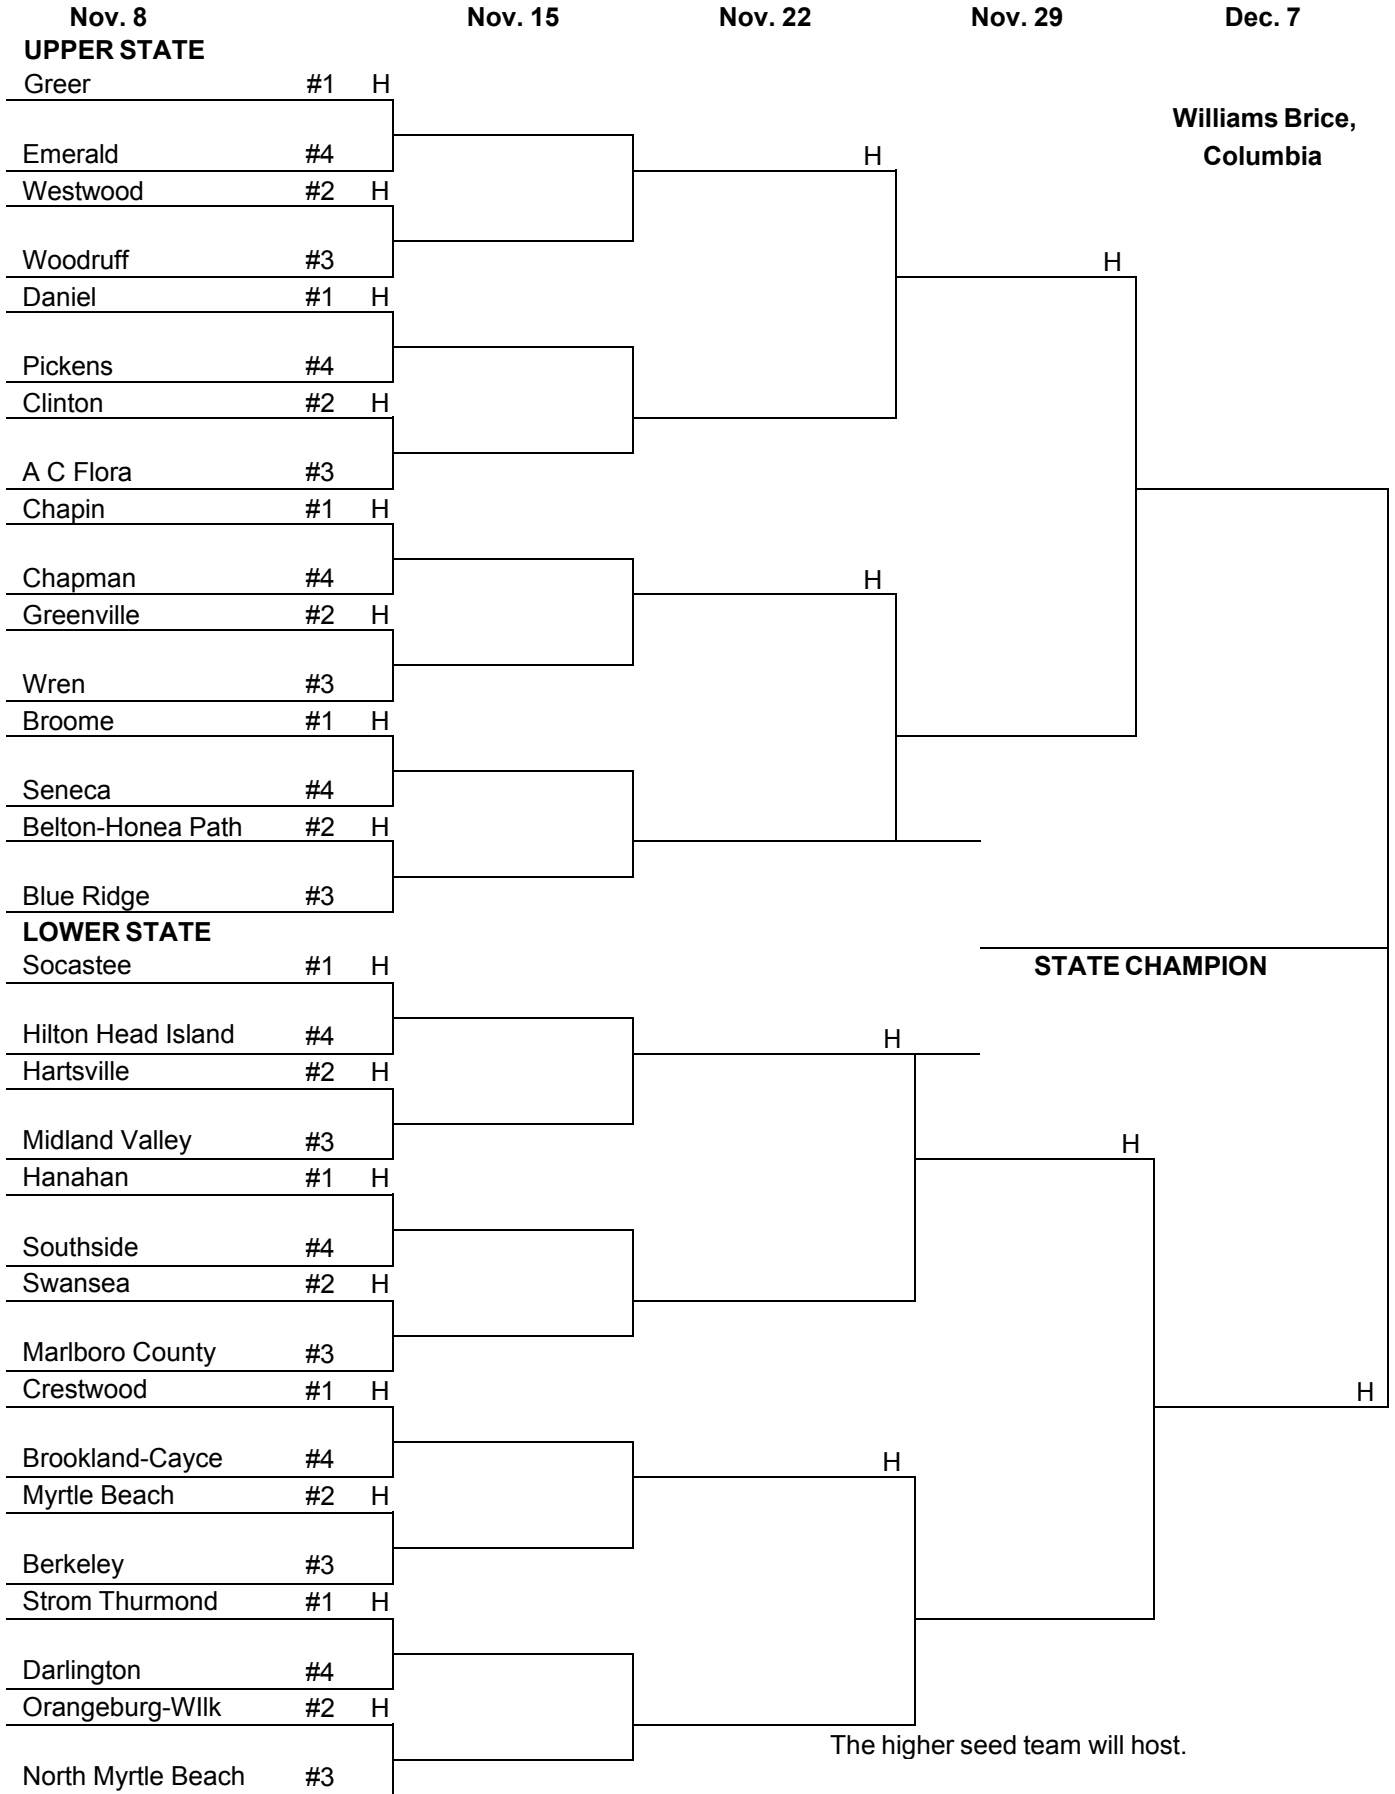 Nov. 8 Nov. 15 Nov. 22 Nov. 29 Dec. 7
UPPER STATE
Greer #1 H
Williams Brice,
Columbia
Emerald #4 H
Westwood #2 H
Woodruff #3 H
Daniel #1 H
Pickens #4
Clinton #2 H
A C Flora #3
Chapin #1 H
Chapman #4 H
Greenville #2 H
Wren #3
Broome #1 H
Seneca #4
Belton-Honea Path #2 H
Blue Ridge #3
LOWER STATE
Socastee #1 H
STATE CHAMPION
Hilton Head Island #4 H
Hartsville #2 H
Midland Valley #3 H
Hanahan #1 H
Southside #4
Swansea #2 H
Marlboro County #3
Crestwood #1 H H
Brookland-Cayce #4 H
Myrtle Beach #2 H
Berkeley #3
Strom Thurmond #1 H
Darlington #4
Orangeburg-WIlk #2 H
The higher seed team will host.
North Myrtle Beach #3